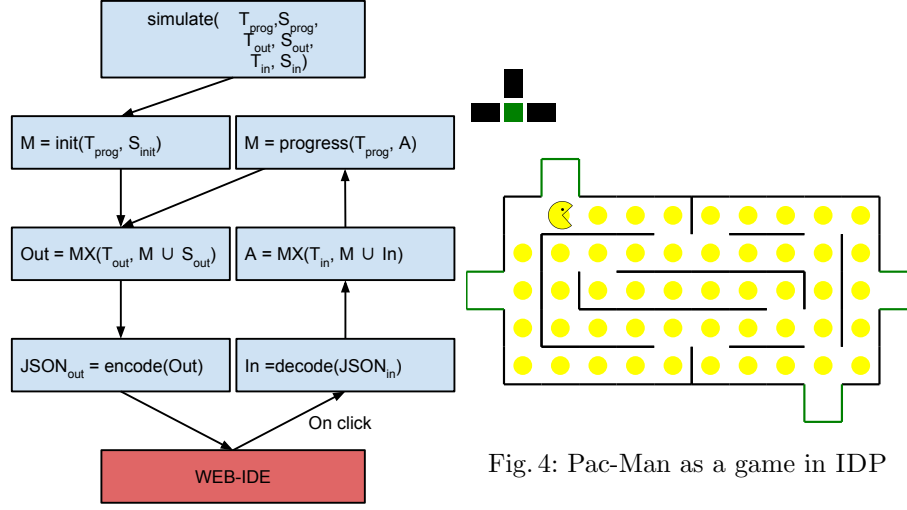 simulate( T_prog,S_prog,
T_out, S_out,
T_in, S_in)
M = init(T_prog, S_init)
M = progress(T_prog, A)
Out = MX(T_out, M ∪ S_out)
A = MX(T_in, M ∪ In)
JSON_out = encode(Out)
In =decode(JSON_in)
On click
WEB-IDE
Fig. 4: Pac-Man as a game in IDP